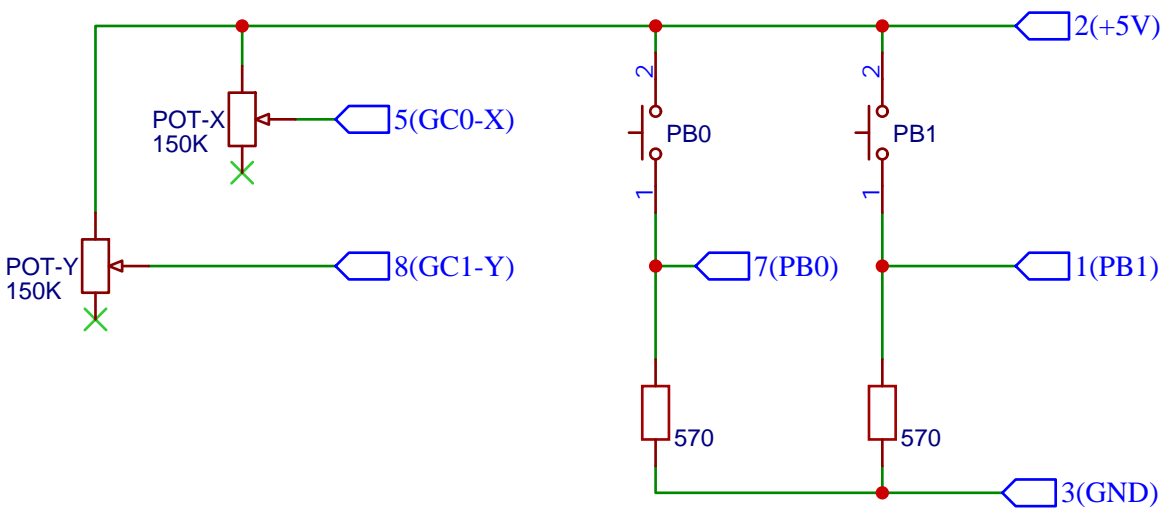 2(+5V)
2
2
POT-X
150K
5(GC0-X)
PB0
PB1
1
1
POT-Y
150K
8(GC1-Y)
7(PB0)
1(PB1)
570
570
3(GND)